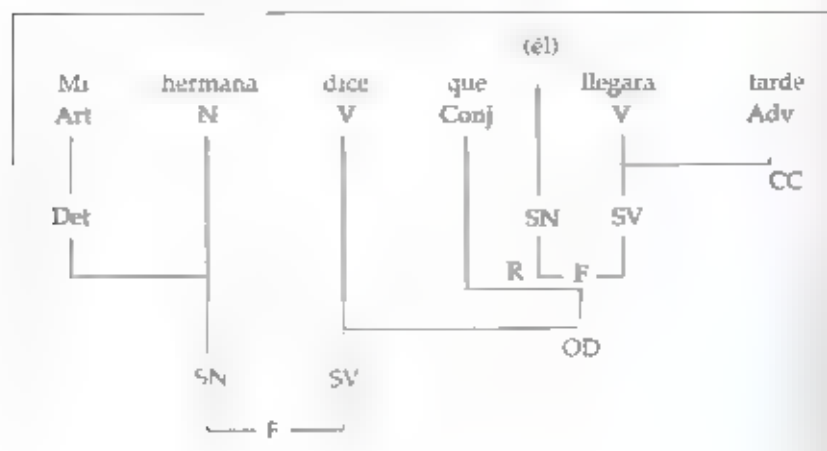 (él)
Mi hermana dice que llegara tarde
Art N V Conj V Adv
CC
Det SN SV
R F
OD
SN SV
F